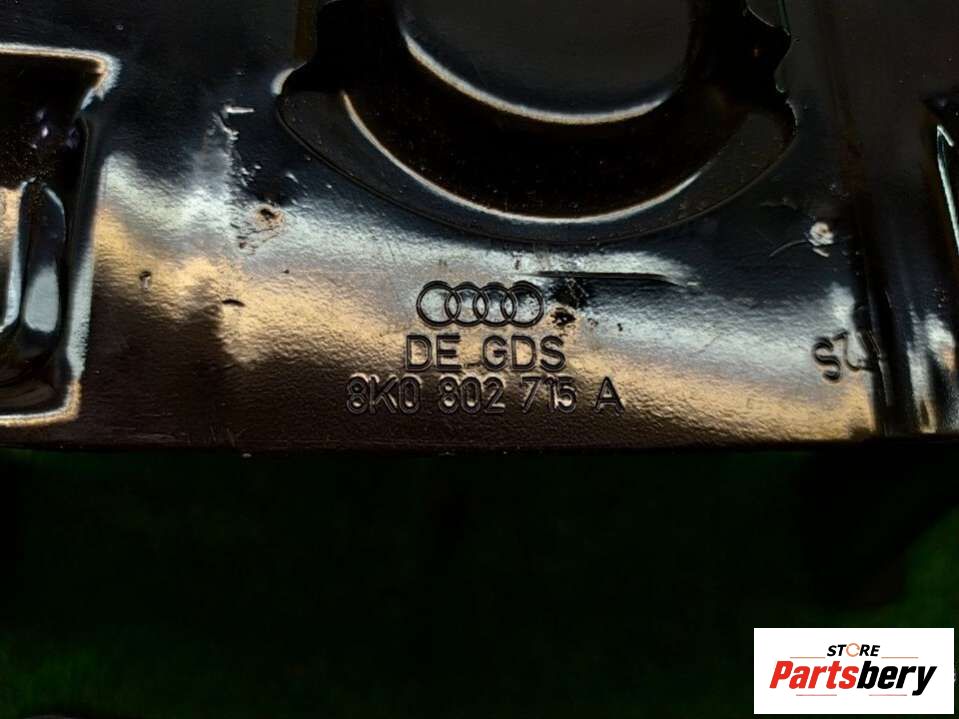 DE GDS
8K0 802 715 A
STORE
Partsbery